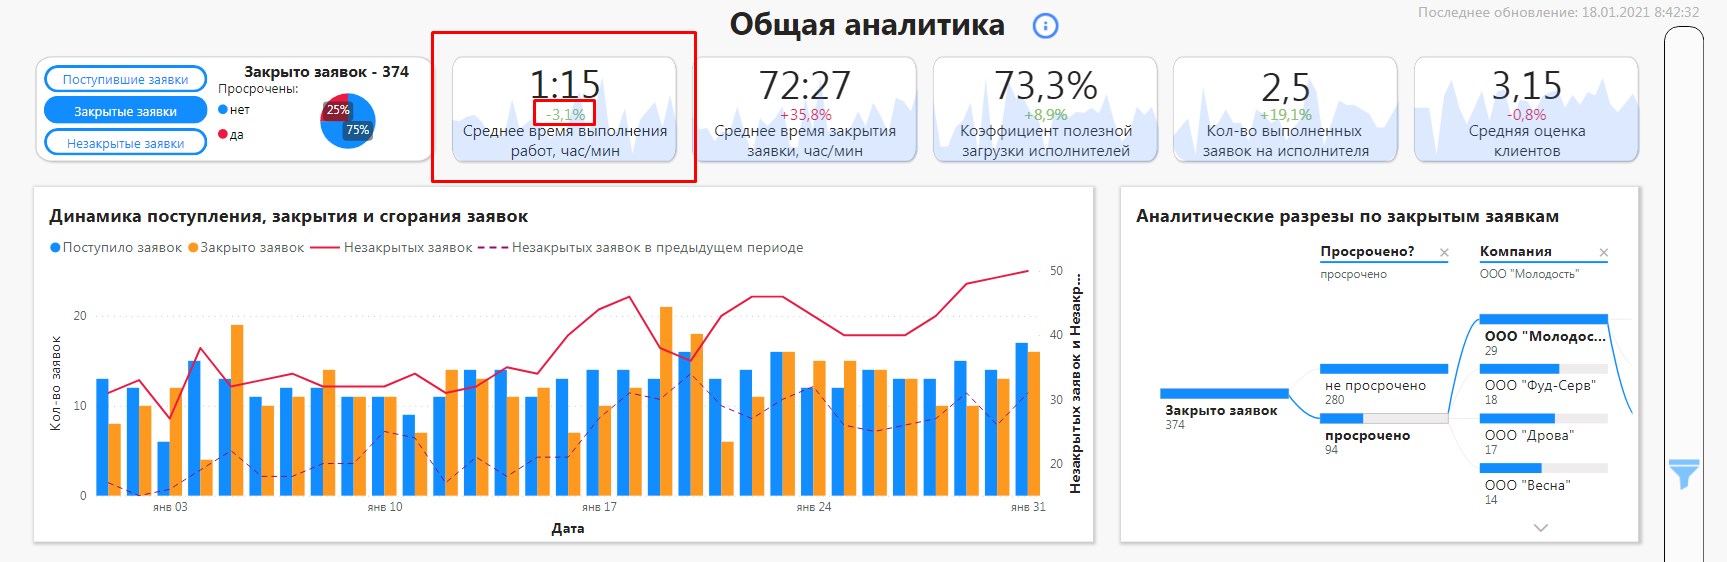 Общая аналитика
Последнее обновление: 18.01.2021 8:42:32
Поступившие заявки
Закрытые заявки
Незакрытые заявки
Закрыто заявок - 374
Просрочены:
нет
да
25%
75%
1:15
-3,1%
Среднее время выполнения
работ, час/мин
72:27
+35,8%
Среднее время закрытия
заявки, час/мин
73,3%
+8,9%
Коэффициент полезной
загрузки исполнителей
2,5
+19,1%
Кол-во выполненных
заявок на исполнителя
3,15
-0,8%
Средняя оценка
клиентов
Динамика поступления, закрытия и сгорания заявок
Поступило заявок Закрыто заявок Незакрытых заявок Незакрытых заявок в предыдущем периоде
Кол-во заявок
20
10
0
50
40
30
20
Незакрытых заявок и Незакр...
янв 03 янв 10 янв 17 янв 24 янв 31
Дата
Аналитические разрезы по закрытым заявкам
Просрочено?
просрочено
Компания
ООО "Молодость"
Закрыто заявок
374
не просрочено
280
просрочено
94
ООО "Молодос...
29
ООО "Фуд-Серв"
18
ООО "Дрова"
17
ООО "Весна"
14